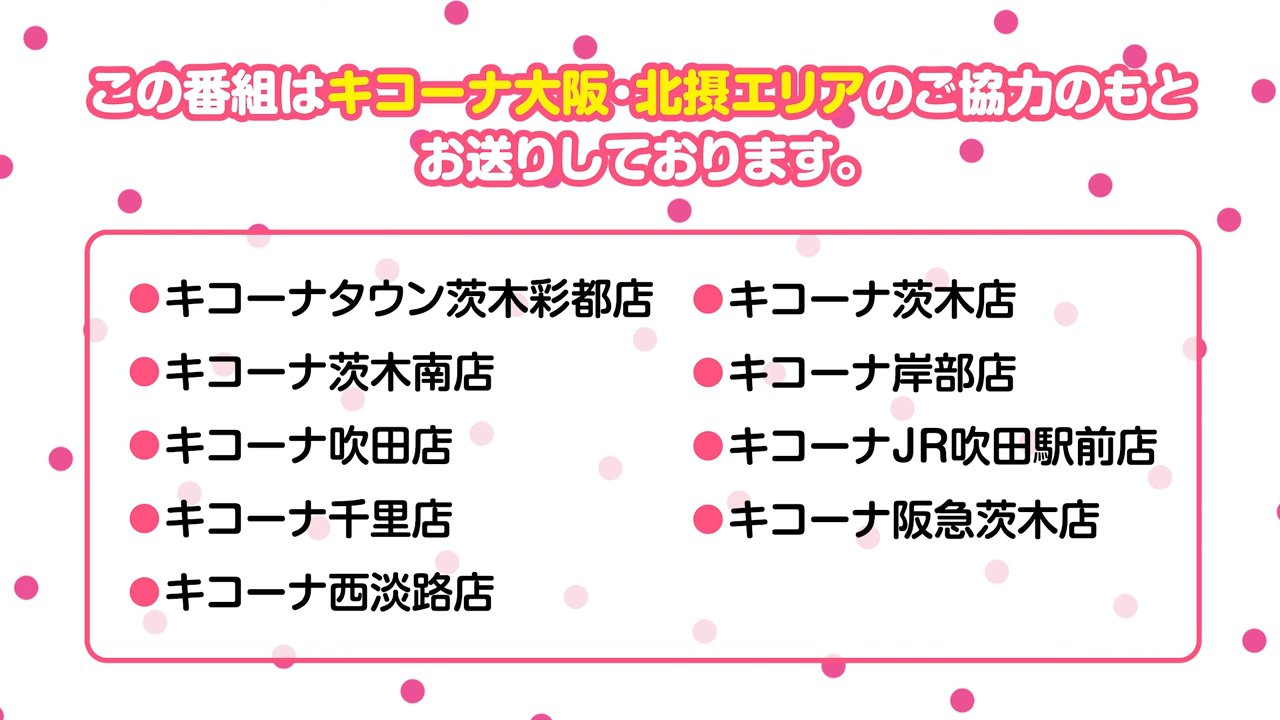 この番組はキコーナ大阪・北摂エリアのご協力のもと
お送りしております。
●キコーナタウン茨木彩都店
●キコーナ茨木南店
●キコーナ吹田店
●キコーナ千里店
●キコーナ西淡路店
●キコーナ茨木店
●キコーナ岸部店
●キコーナJR吹田駅前店
●キコーナ阪急茨木店